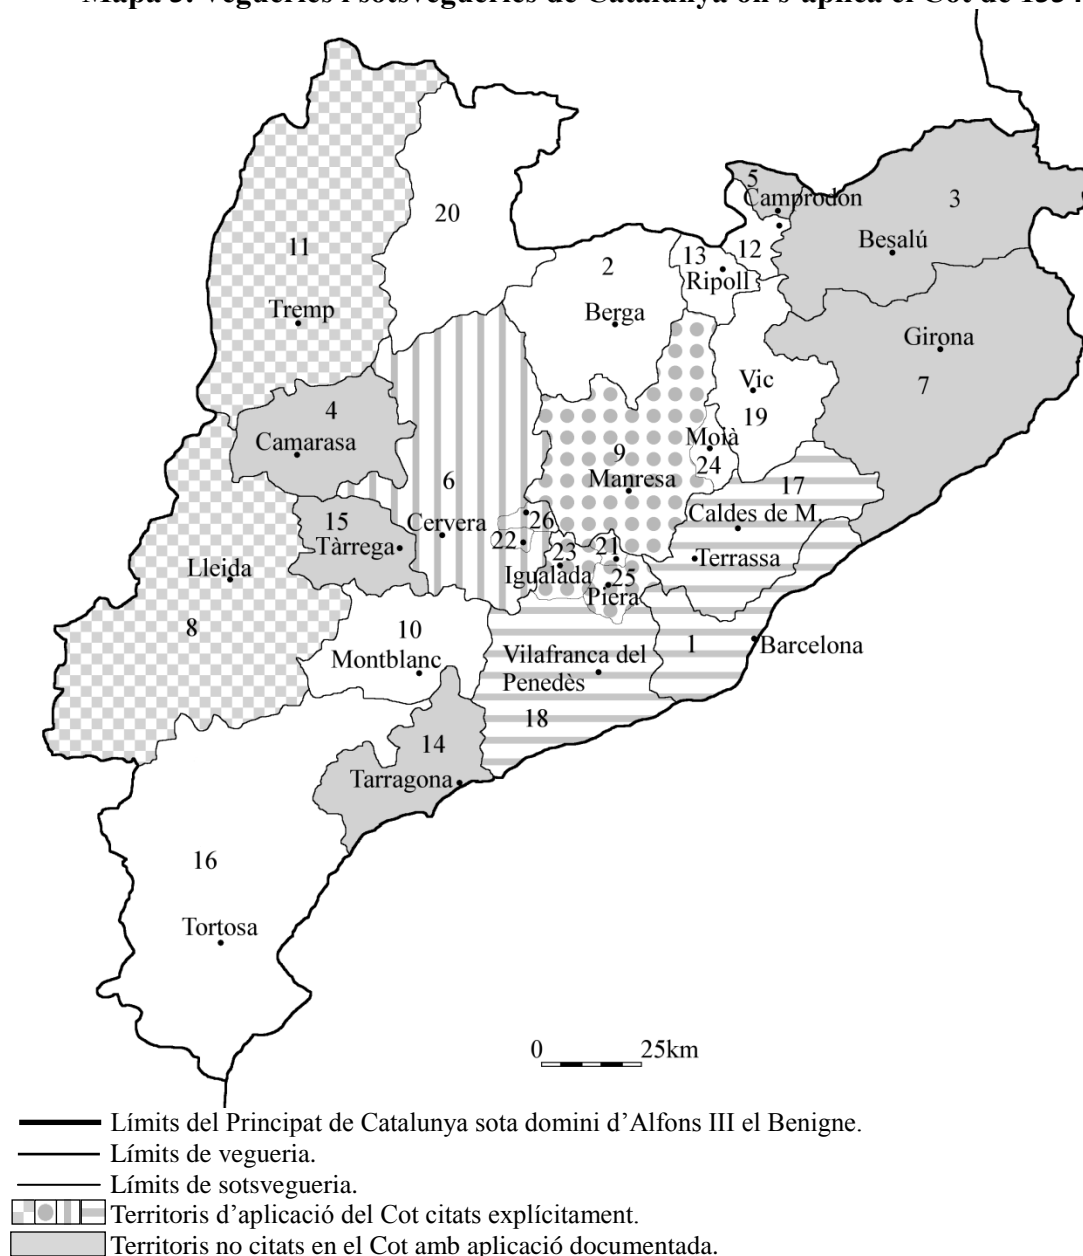 Mapa 3: Vegueries i sotsvegueries de Catalunya on s'aplica el Cot de 1334
5
Camprodon
3
20
11
2
13
12
Ripoll
Besalú
Tremp
Berga
Girona
Vic
7
4
Camarasa
19
Moià
9
24
Manresa
6
17
15
Cervera
26
Caldes de M.
Tàrrega
22
23
21
Terrassa
Lleida
Igualada
25
Piera
8
10
1
Barcelona
Montblanc
Vilafranca del
Penedès
18
14
Tarragona
16
Tortosa
0 25km
Límits del Principat de Catalunya sota domini d’Alfons III el Benigne.
Límits de vegueria.
Límits de sotsvegueria.
Territoris d’aplicació del Cot citats explícitament.
Territoris no citats en el Cot amb aplicació documentada.